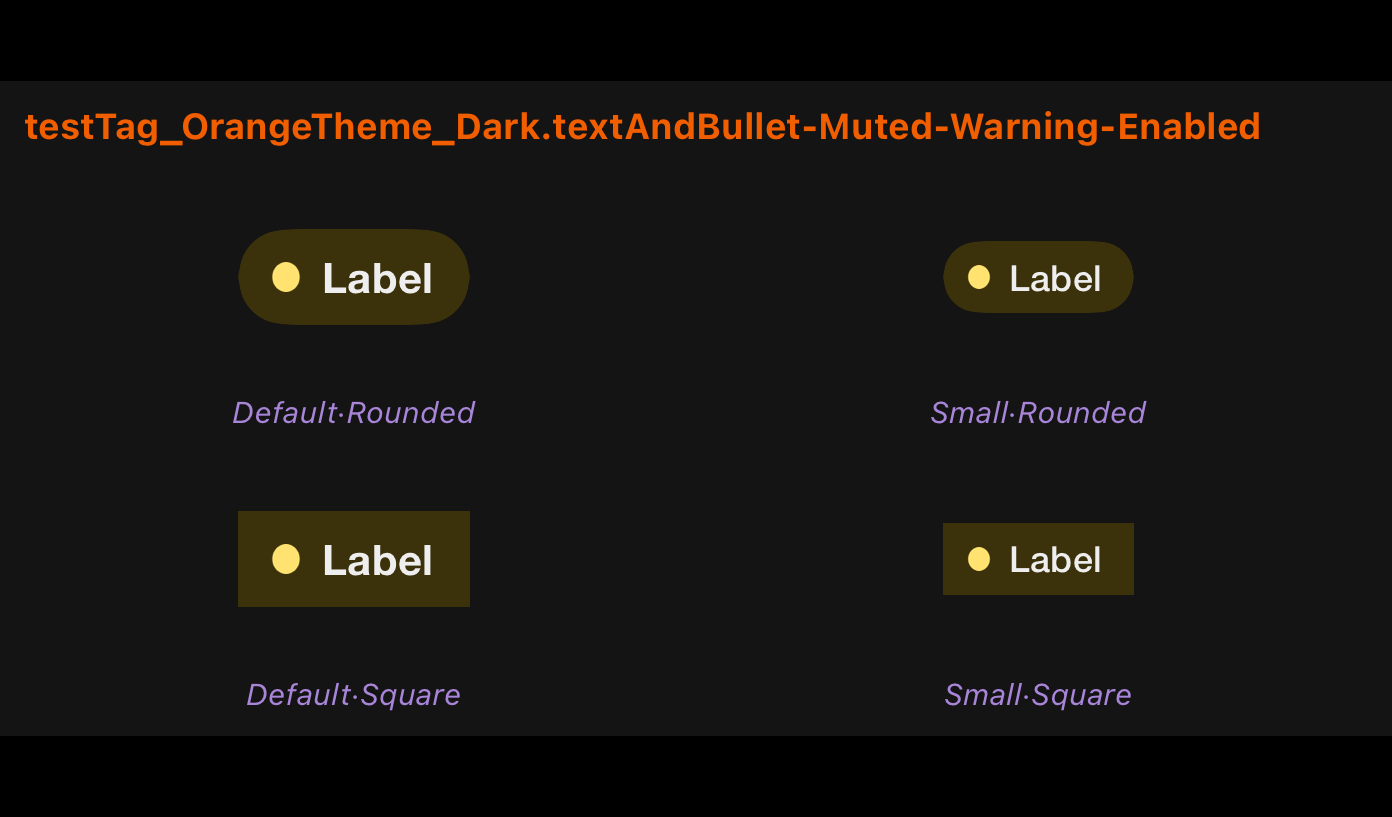 testTag_OrangeTheme_Dark.textAndBullet-Muted-Warning-Enabled
Label
Label
Default·Rounded
Small·Rounded
Label
Label
Default·Square
Small·Square